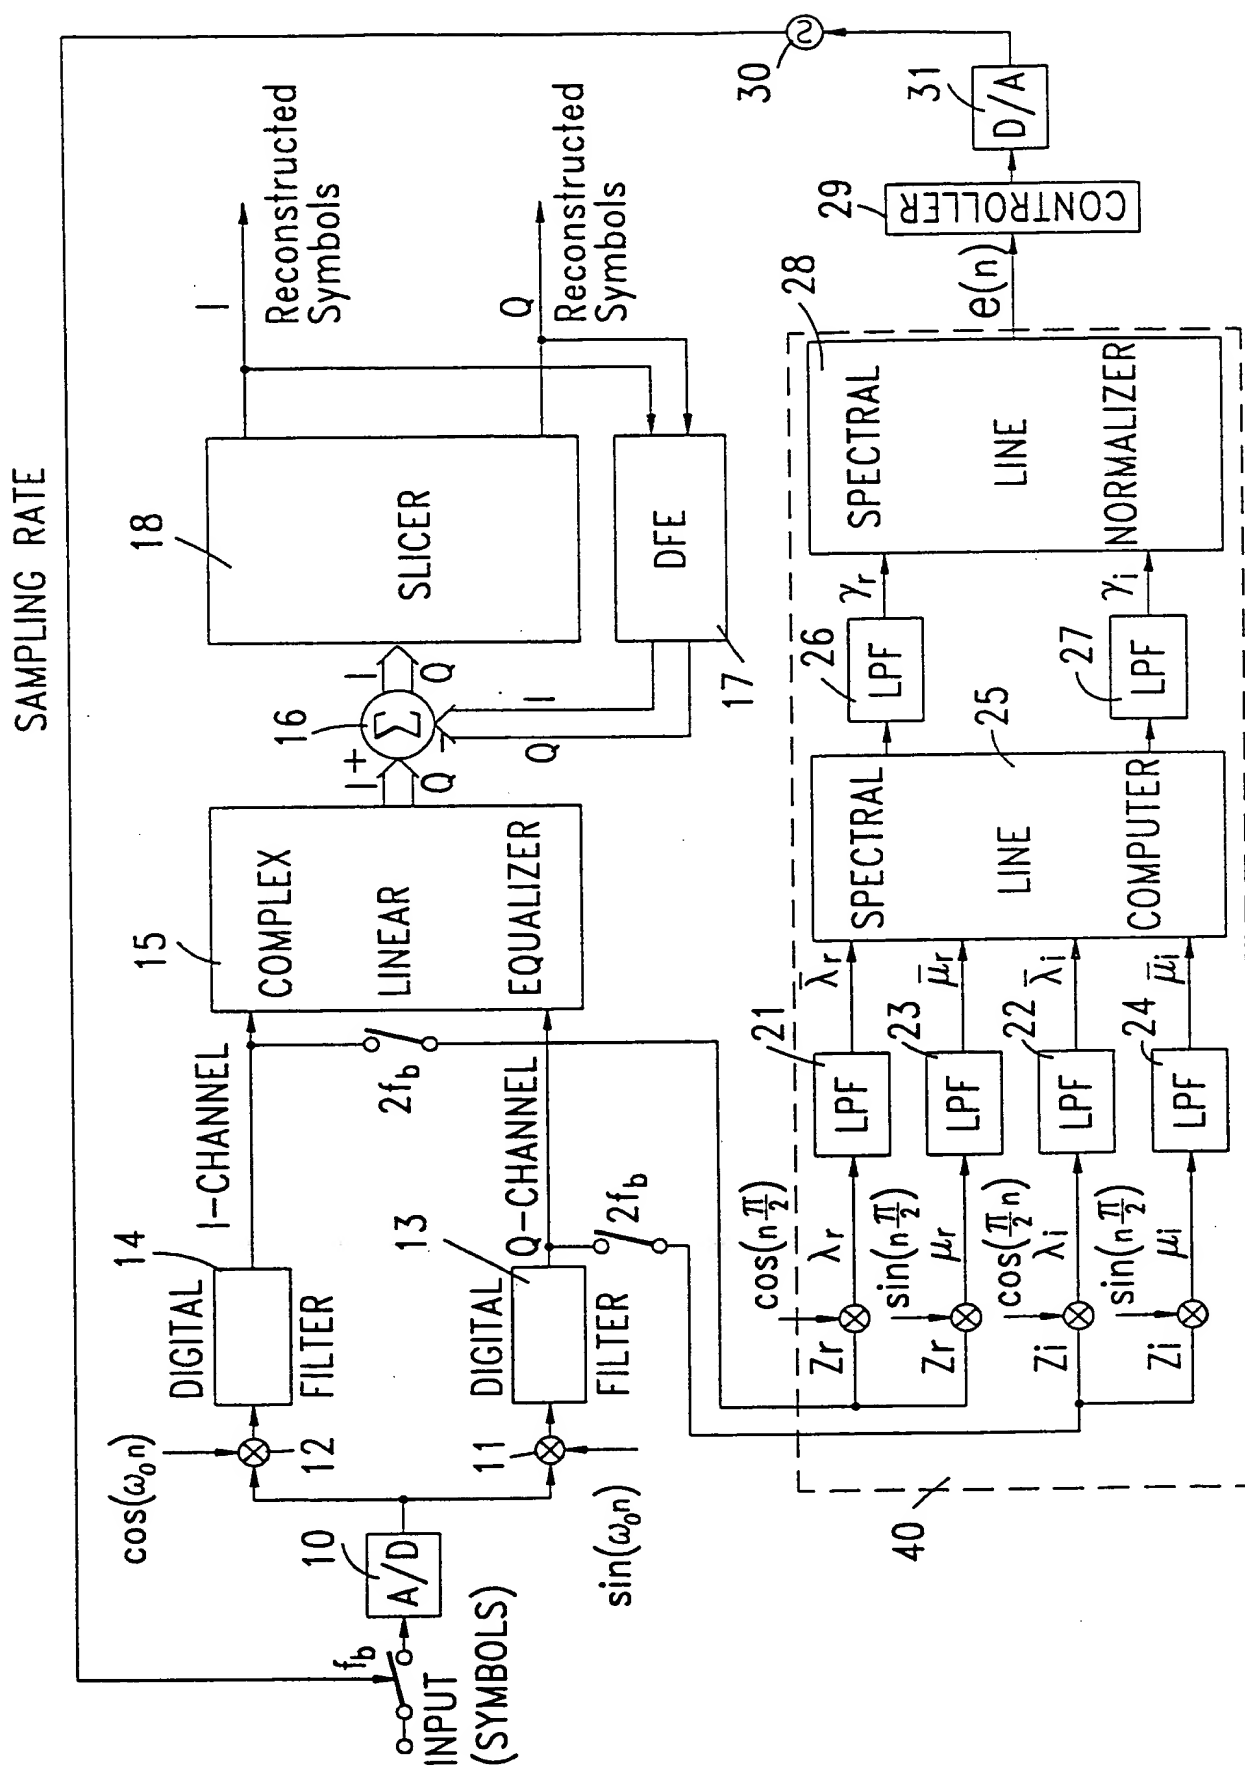 SAMPLING RATE
I
Reconstructed
Symbols
Q
Reconstructed
Symbols
18
SLICER
DFE
17
16
Σ
I
Q
I
Q
I+
Q
−
15
COMPLEX
LINEAR
EQUALIZER
I-CHANNEL
2fb
Q-CHANNEL
2fb
14
DIGITAL
FILTER
13
DIGITAL
FILTER
cos(ω0n)
12
11
sin(ω0n)
10
A/D
fb
INPUT
(SYMBOLS)
30
31
D/A
29
CONTROLLER
e(n)
28
SPECTRAL
LINE
NORMALIZER
γr
γi
26
LPF
27
LPF
25
SPECTRAL
LINE
COMPUTER
λ̄r
μ̄r
λ̄i
μ̄i
21
LPF
23
LPF
22
LPF
24
LPF
cos(nπ/2)
λr
Zr
sin(nπ/2)
μr
Zr
cos(π/2n)
λi
Zi
sin(nπ/2)
μi
Zi
40